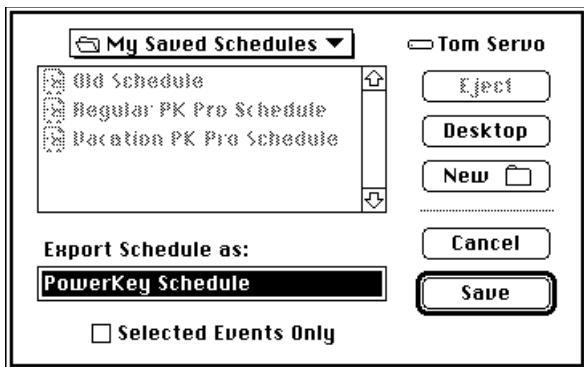 My Saved Schedules
Tom Servo
Old Schedule
Regular PK Pro Schedule
Vacation PK Pro Schedule
Eject
Desktop
New
Export Schedule as:
PowerKey Schedule
Selected Events Only
Cancel
Save